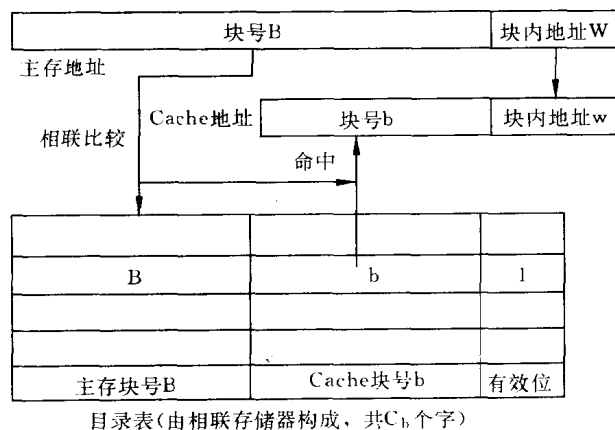 块号B 块内地址W
主存地址
Cache地址 块号b 块内地址w
相联比较
命中
B b 1
主存块号B Cache块号b 有效位
目录表(由相联存储器构成，共C_b个字)